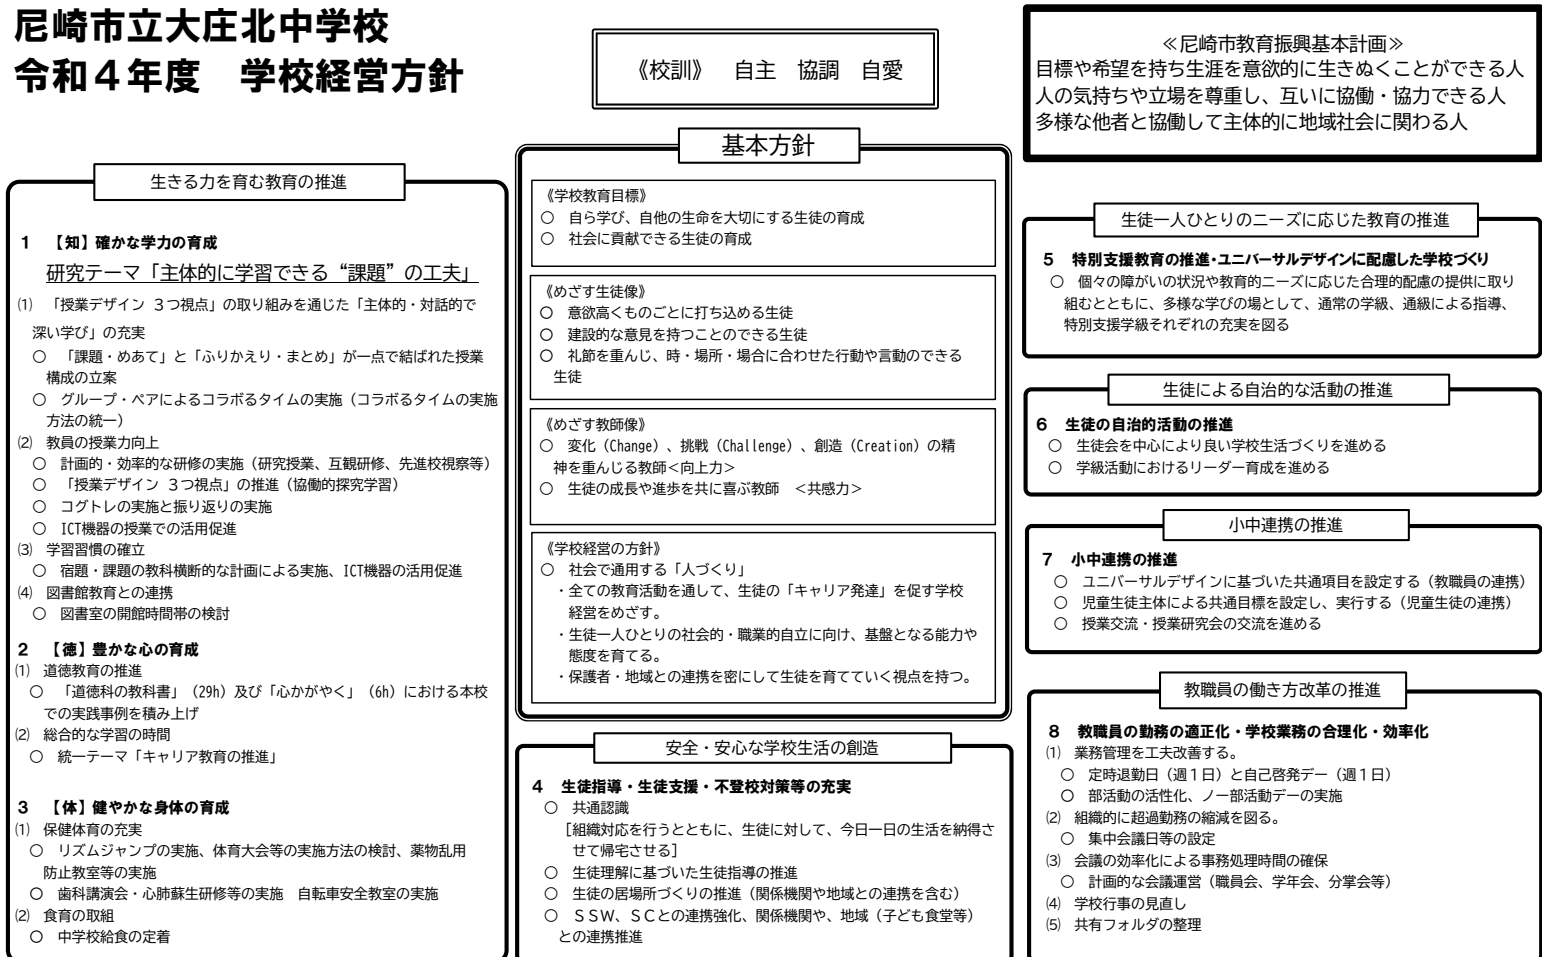 尼崎市立大庄北中学校
令和４年度　学校経営方針
《校訓》　自主　協調　自愛
≪尼崎市教育振興基本計画≫
目標や希望を持ち生涯を意欲的に生きぬくことができる人
人の気持ちや立場を尊重し、互いに協働・協力できる人
多様な他者と協働して主体的に地域社会に関わる人
生きる力を育む教育の推進
１　【知】確かな学力の育成
研究テーマ「主体的に学習できる“課題”の工夫」
⑴　「授業デザイン ３つ視点」の取り組みを通じた「主体的・対話的で
深い学び」の充実
○　「課題・めあて」と「ふりかえり・まとめ」が一点で結ばれた授業
構成の立案
○　グループ・ペアによるコラボるタイムの実施（コラボるタイムの実施
方法の統一）
⑵　教員の授業力向上
○　計画的・効率的な研修の実施（研究授業、互観研修、先進校視察等）
○　「授業デザイン ３つ視点」の推進（協働的探究学習）
○　コグトレの実施と振り返りの実施
○　ICT機器の授業での活用促進
⑶　学習習慣の確立
○　宿題・課題の教科横断的な計画による実施、ICT機器の活用促進
⑷　図書館教育との連携
○　図書室の開館時間帯の検討
２　【徳】豊かな心の育成
⑴　道徳教育の推進
○　「道徳科の教科書」（29h）及び「心かがやく」（6h）における本校
での実践事例を積み上げ
⑵　総合的な学習の時間
○　統一テーマ「キャリア教育の推進」
３　【体】健やかな身体の育成
⑴　保健体育の充実
○　リズムジャンプの実施、体育大会等の実施方法の検討、薬物乱用
防止教室等の実施
○　歯科講演会・心肺蘇生研修等の実施　自転車安全教室の実施
⑵　食育の取組
○　中学校給食の定着
基本方針
《学校教育目標》
○　自ら学び、自他の生命を大切にする生徒の育成
○　社会に貢献できる生徒の育成
《めざす生徒像》
○　意欲高くものごとに打ち込める生徒
○　建設的な意見を持つことのできる生徒
○　礼節を重んじ、時・場所・場合に合わせた行動や言動のできる
生徒
《めざす教師像》
○　変化（Change）、挑戦（Challenge）、創造（Creation）の精
神を重んじる教師＜向上力＞
○　生徒の成長や進歩を共に喜ぶ教師　＜共感力＞
《学校経営の方針》
○　社会で通用する「人づくり」
・全ての教育活動を通して、生徒の「キャリア発達」を促す学校
経営をめざす。
・生徒一人ひとりの社会的・職業的自立に向け、基盤となる能力や
態度を育てる。
・保護者・地域との連携を密にして生徒を育てていく視点を持つ。
安全・安心な学校生活の創造
４　生徒指導・生徒支援・不登校対策等の充実
○　共通認識
［組織対応を行うとともに、生徒に対して、今日一日の生活を納得さ
せて帰宅させる］
○　生徒理解に基づいた生徒指導の推進
○　生徒の居場所づくりの推進（関係機関や地域との連携を含む）
○　ＳＳＷ、ＳＣとの連携強化、関係機関や、地域（子ども食堂等）
との連携推進
生徒一人ひとりのニーズに応じた教育の推進
５　特別支援教育の推進・ユニバーサルデザインに配慮した学校づくり
○　個々の障がいの状況や教育的ニーズに応じた合理的配慮の提供に取り
組むとともに、多様な学びの場として、通常の学級、通級による指導、
特別支援学級それぞれの充実を図る
生徒による自治的な活動の推進
６　生徒の自治的活動の推進
○　生徒会を中心により良い学校生活づくりを進める
○　学級活動におけるリーダー育成を進める
小中連携の推進
７　小中連携の推進
○　ユニバーサルデザインに基づいた共通項目を設定する（教職員の連携）
○　児童生徒主体による共通目標を設定し、実行する（児童生徒の連携）
○　授業交流・授業研究会の交流を進める
教職員の働き方改革の推進
８　教職員の勤務の適正化・学校業務の合理化・効率化
⑴　業務管理を工夫改善する。
○　定時退勤日（週１日）と自己啓発デー（週１日）
○　部活動の活性化、ノー部活動デーの実施
⑵　組織的に超過勤務の縮減を図る。
○　集中会議日等の設定
⑶　会議の効率化による事務処理時間の確保
○　計画的な会議運営（職員会、学年会、分掌会等）
⑷　学校行事の見直し
⑸　共有フォルダの整理